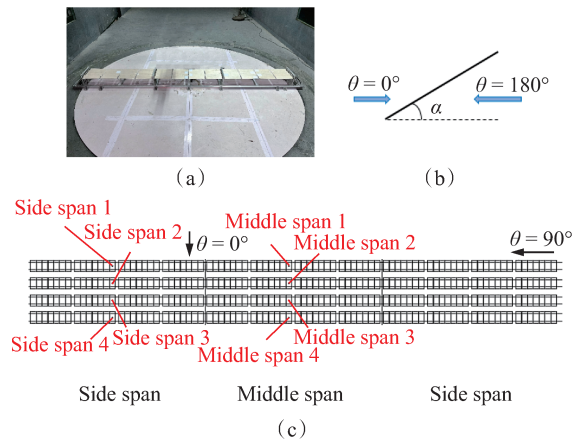 (a)
θ = 0°
θ = 180°
α
(b)
Side span 1
Side span 2
θ = 0°
Middle span 1
Middle span 2
θ = 90°
Side span 3
Side span 4
Middle span 3
Middle span 4
Side span
Middle span
Side span
(c)